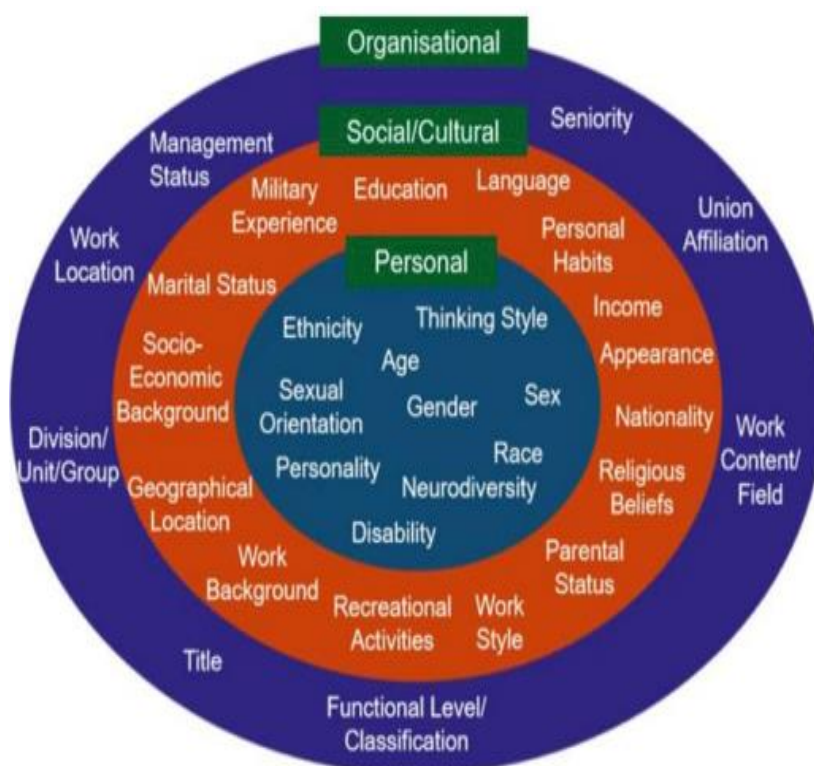 Organisational
Social/Cultural
Seniority
Management
Status
Military
Experience
Education
Language
Union
Affiliation
Work
Location
Personal
Personal
Habits
Marital Status
Income
Ethnicity
Thinking Style
Age
Socio-
Economic
Background
Appearance
Sexual
Orientation
Gender
Sex
Nationality
Division/
Unit/Group
Work
Content/
Field
Personality
Race
Neurodiversity
Religious
Beliefs
Geographical
Location
Disability
Work
Background
Parental
Status
Recreational
Activities
Work
Style
Title
Functional Level/
Classification